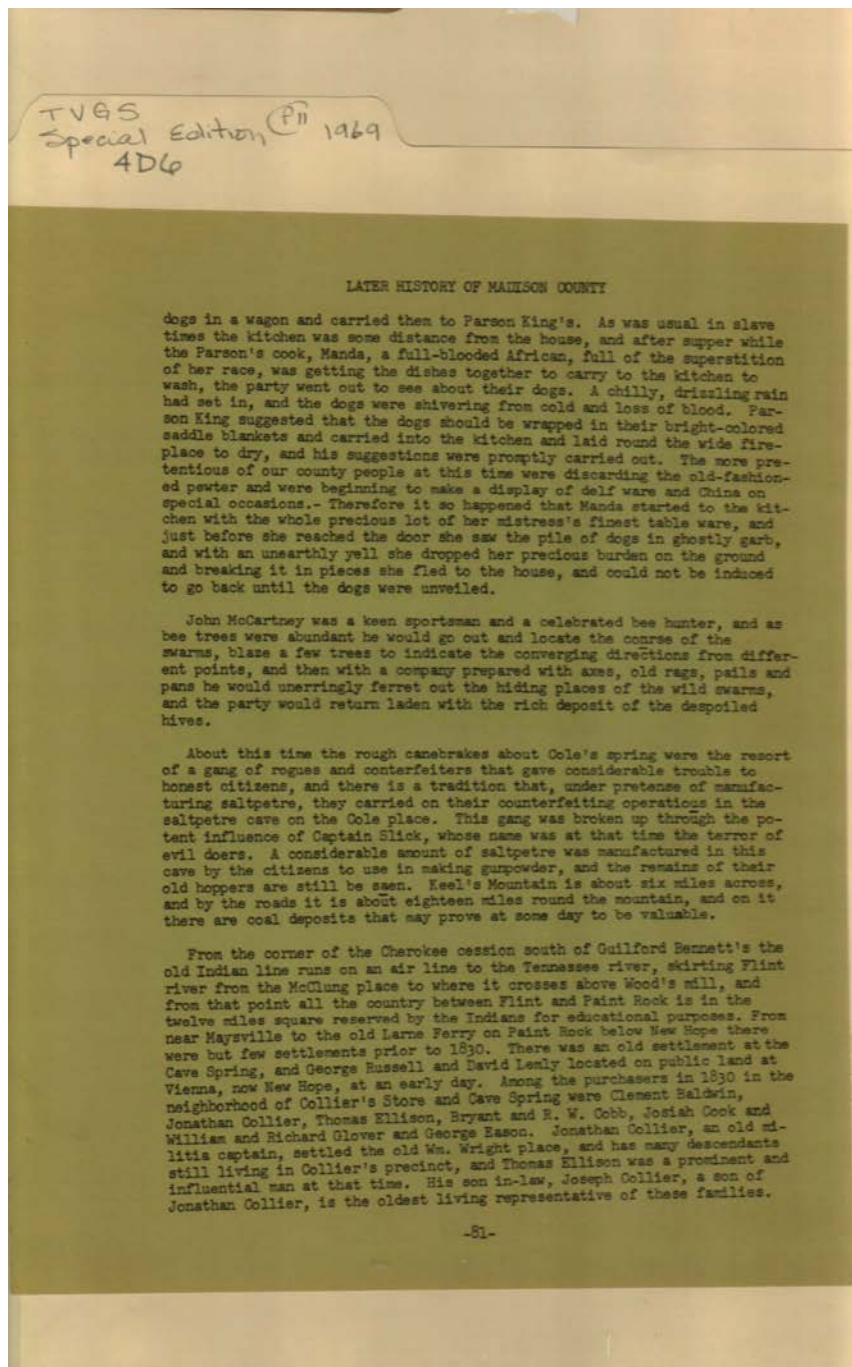 TVGS
Special Edition, P11 1969
4D6
LATER HISTORY OF MADISON COUNTY
dogs in a wagon and carried them to Parson King's. As was usual in slave
times the kitchen was some distance from the house, and after supper while
the Parson's cook, Manda, a full-blooded African, full of the superstition
of her race, was getting the dishes together to carry to the kitchen to
wash, the party went out to see about their dogs. A chilly, drizzling rain
had set in, and the dogs were shivering from cold and loss of blood. Par-
son King suggested that the dogs should be wrapped in their bright-colored
saddle blankets and carried into the kitchen and laid round the wide fire-
place to dry, and his suggestions were promptly carried out. The more pre-
tentious of our county people at this time were discarding the old-fashion-
ed pewter and were beginning to make a display of delf ware and China on
special occasions.- Therefore it so happened that Manda started to the kit-
chen with the whole precious lot of her mistress's finest table ware, and
just before she reached the door she saw the pile of dogs in ghostly garb,
and with an unearthly yell she dropped her precious burden on the ground
and breaking it in pieces she fled to the house, and could not be induced
to go back until the dogs were unveiled.
John McCartney was a keen sportsman and a celebrated bee hunter, and as
bee trees were abundant he would go out and locate the conrse of the
swarms, blaze a few trees to indicate the converging directions from differ-
ent points, and then with a company prepared with axes, old rags, pails and
pans he would unerringly ferret out the hiding places of the wild swarms,
and the party would return laden with the rich deposit of the despoiled
hives.
About this time the rough canebrakes about Cole's spring were the resort
of a gang of rogues and conterfeiters that gave considerable trouble to
honest citizens, and there is a tradition that, under pretense of manufac-
turing saltpetre, they carried on their counterfeiting operatious in the
saltpetre cave on the Cole place. This gang was broken up through the po-
tent influence of Captain Slick, whose name was at that time the terror of
evil doers. A considerable amount of saltpetre was manufactured in this
cave by the citizens to use in making gunpowder, and the remains of their
old hoppers are still be saen. Keel's Mountain is about six miles across,
and by the roads it is about eighteen miles round the mountain, and on it
there are coal deposits that may prove at some day to be valuable.
From the corner of the Cherokee cession south of Guilford Bennett's the
old Indian line runs on an air line to the Tennessee river, skirting Flint
river from the McClung place to where it crosses above Wood's mill, and
from that point all the country between Flint and Paint Rock is in the
twelve miles square reserved by the Indians for educational purposes. From
near Maysville to the old Larne Ferry on Paint Rock below New Hope there
were but few settlements prior to 1830. There was an old settlement at the
Cave Spring, and George Russell and David Lemly located on public land at
Vienna, now New Hope, at an early day. Among the purchasers in 1830 in the
neighborhood of Collier's Store and Cave Spring were Clement Baldwin,
Jonathan Collier, Thomas Ellison, Bryant and R. W. Cobb, Josiah Cook and
William and Richard Glover and George Eason. Jonathan Collier, an old mi-
litia captain, settled the old Wm. Wright place, and has many descendants
still living in Collier's precinct, and Thomas Ellison was a prominent and
influential man at that time. His son in-law, Joseph Collier, a son of
Jonathan Collier, is the oldest living representative of these families.
-81-